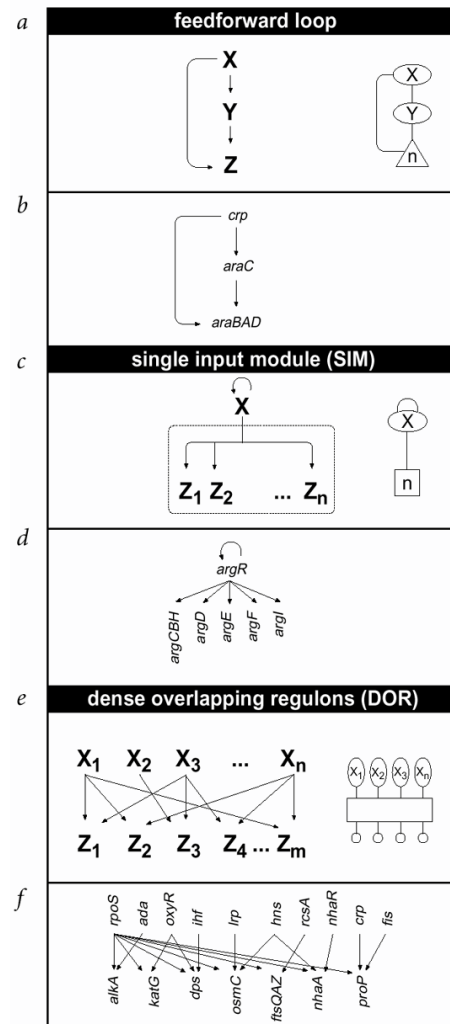 a
feedforward loop
X
Y
Z
X
Y
n
b
crp
araC
araBAD
c
single input module (SIM)
X
Z1 Z2 ... Zn
X
n
d
argR
argCBH argD argE argF argI
e
dense overlapping regulons (DOR)
X1 X2 X3 ... Xn
Z1 Z2 Z3 Z4 ... Zm
X1 X2 X3 Xn
f
rpoS ada oxyR ihf lrp hns rcsA nhaR crp fis
alkA katG dps osmC ftsQAZ nhaA proP